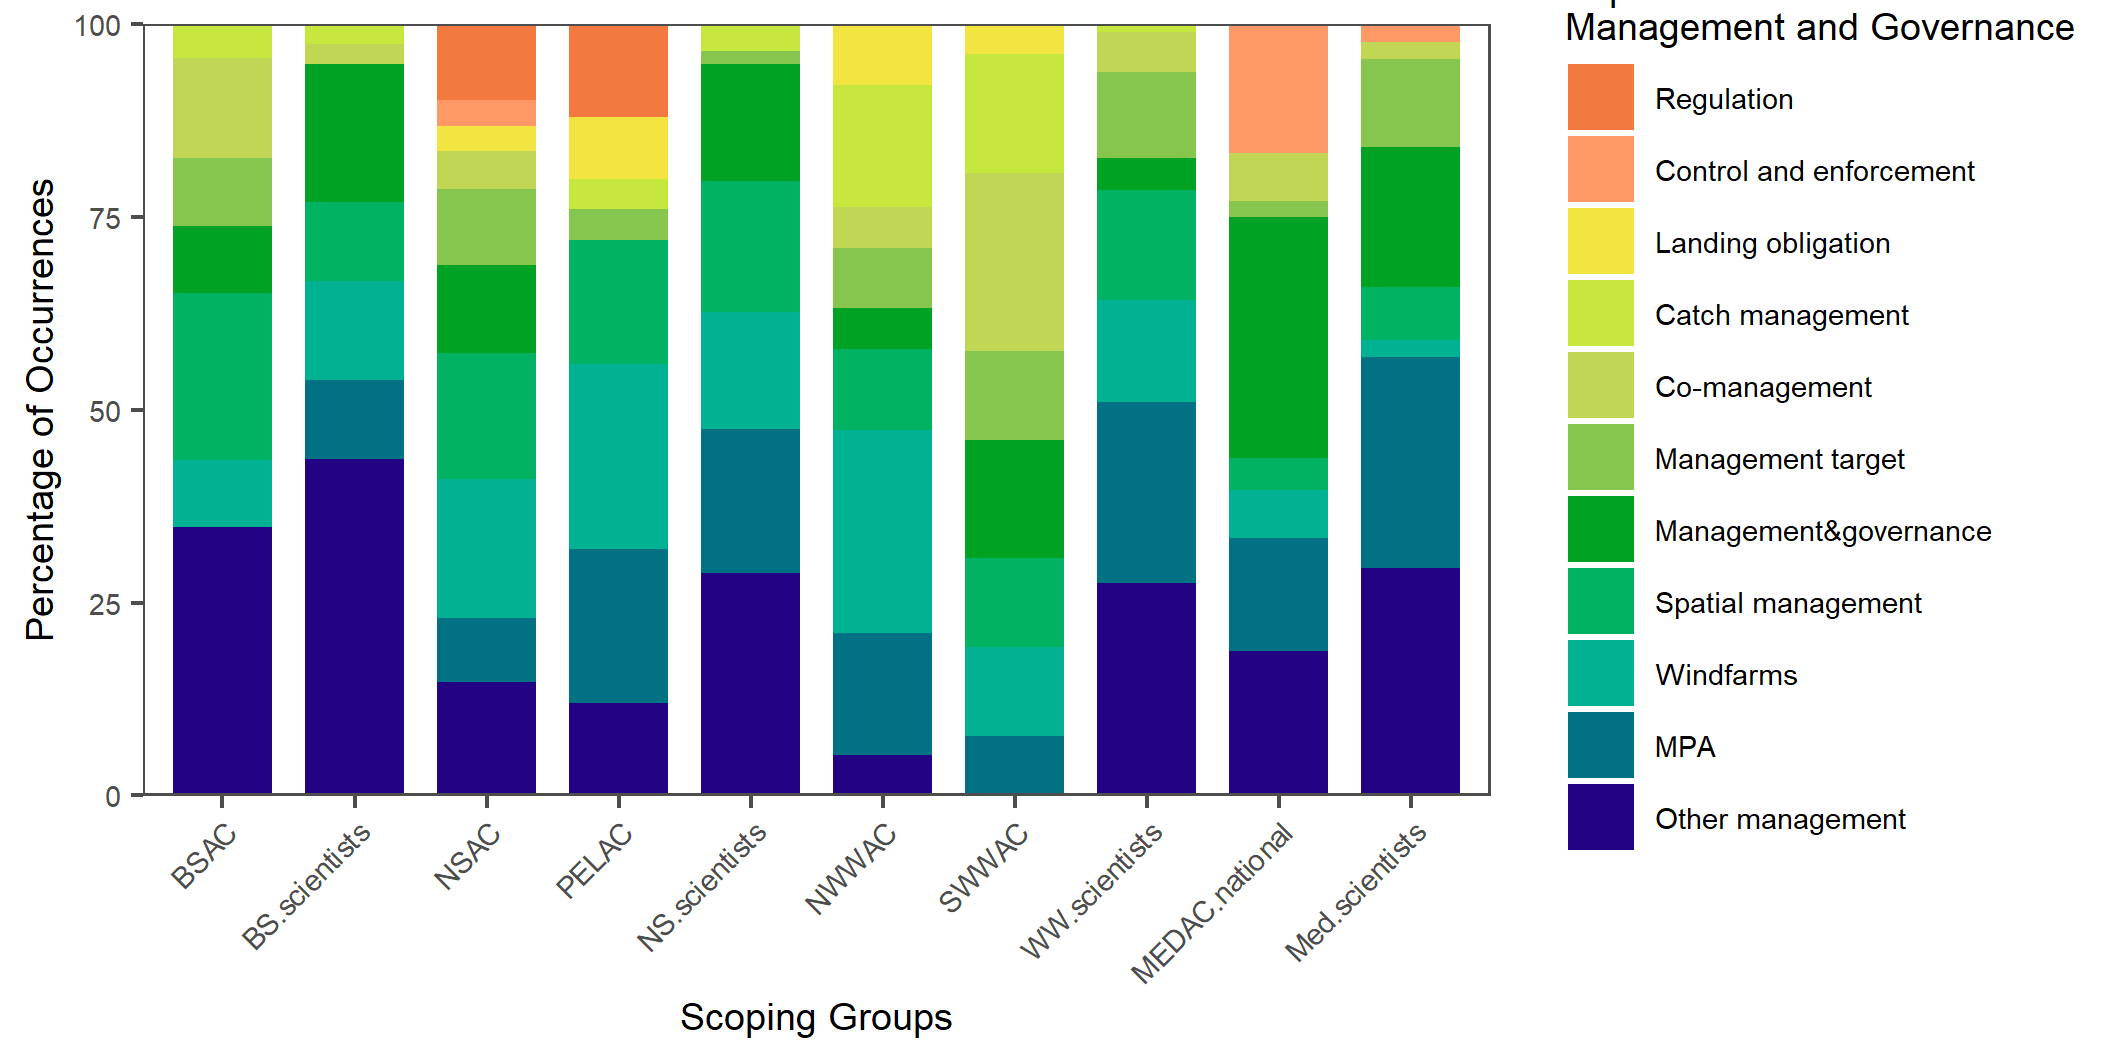 Management and Governance
Regulation
Control and enforcement
Landing obligation
Catch management
Co-management
Management target
Management&governance
Spatial management
Windfarms
MPA
Other management
Percentage of Occurrences
100
75
50
25
0
BSAC
BS.scientists
NSAC
PELAC
NS.scientists
NWWAC
SWWAC
WW.scientists
MEDAC.national
Med.scientists
Scoping Groups